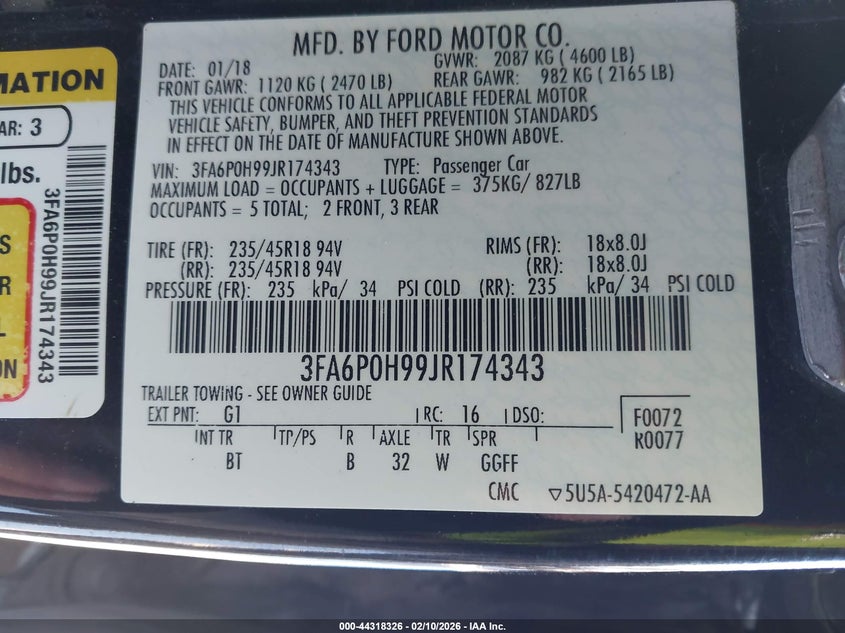 MFD. BY FORD MOTOR CO.
DATE: 01/18 GVWR: 2087 KG ( 4600 LB)
FRONT GAWR: 1120 KG ( 2470 LB) REAR GAWR: 982 KG ( 2165 LB)
THIS VEHICLE CONFORMS TO ALL APPLICABLE FEDERAL MOTOR
VEHICLE SAFETY, BUMPER, AND THEFT PREVENTION STANDARDS
IN EFFECT ON THE DATE OF MANUFACTURE SHOWN ABOVE.
VIN: 3FA6P0H99JR174343 TYPE: Passenger Car
MAXIMUM LOAD = OCCUPANTS + LUGGAGE = 375KG/ 827LB
OCCUPANTS = 5 TOTAL; 2 FRONT, 3 REAR
TIRE (FR): 235/45R18 94V RIMS (FR): 18x8.0J
(RR): 235/45R18 94V (RR): 18x8.0J
PRESSURE (FR): 235 kPa/ 34 PSI COLD (RR): 235 kPa/ 34 PSI COLD
3FA6P0H99JR174343
TRAILER TOWING - SEE OWNER GUIDE
EXT PNT: G1 RC: 16 DSO: F0072
INT TR TP/PS R AXLE TR SPR R0077
BT B 32 W GGFF
CMC ▽5U5A-5420472-AA
MATION
AR: 3
lbs.
3FA6P0H99JR174343
S
R
L
ON
000-44318326 - 02/10/2026 - IAA Inc.